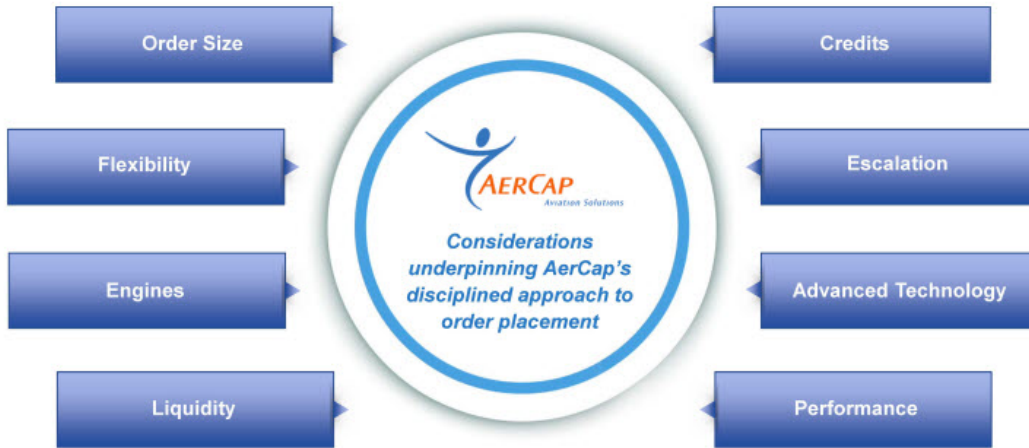 Order Size
Flexibility
Engines
Liquidity
AERCAP
Aviation Solutions
Considerations
underpinning AerCap’s
disciplined approach to
order placement
Credits
Escalation
Advanced Technology
Performance